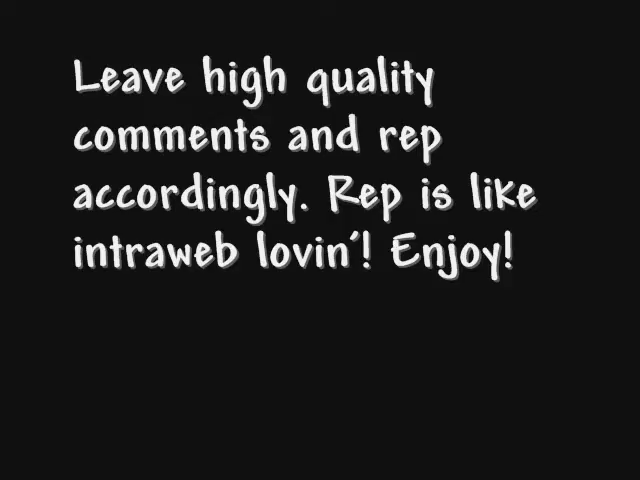 Leave high quality
comments and rep
accordingly. Rep is like
intraweb lovin'! Enjoy!